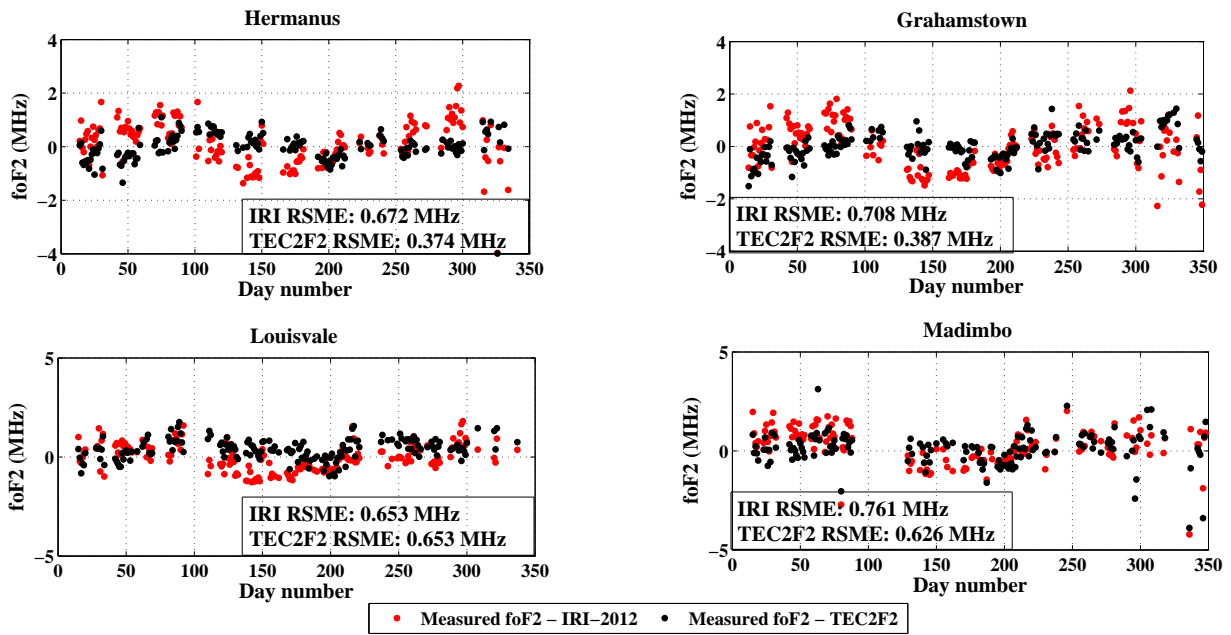 Hermanus
foF2 (MHz)
4
2
0
−2
−4
IRI RSME: 0.672 MHz
TEC2F2 RSME: 0.374 MHz
0 50 100 150 200 250 300 350
Day number
Grahamstown
foF2 (MHz)
4
2
0
−2
−4
IRI RSME: 0.708 MHz
TEC2F2 RSME: 0.387 MHz
0 50 100 150 200 250 300 350
Day number
Louisvale
foF2 (MHz)
5
0
−5
IRI RSME: 0.653 MHz
TEC2F2 RSME: 0.653 MHz
0 50 100 150 200 250 300 350
Day number
Madimbo
foF2 (MHz)
5
0
−5
IRI RSME: 0.761 MHz
TEC2F2 RSME: 0.626 MHz
0 50 100 150 200 250 300 350
Day number
Measured foF2 − IRI−2012 Measured foF2 − TEC2F2